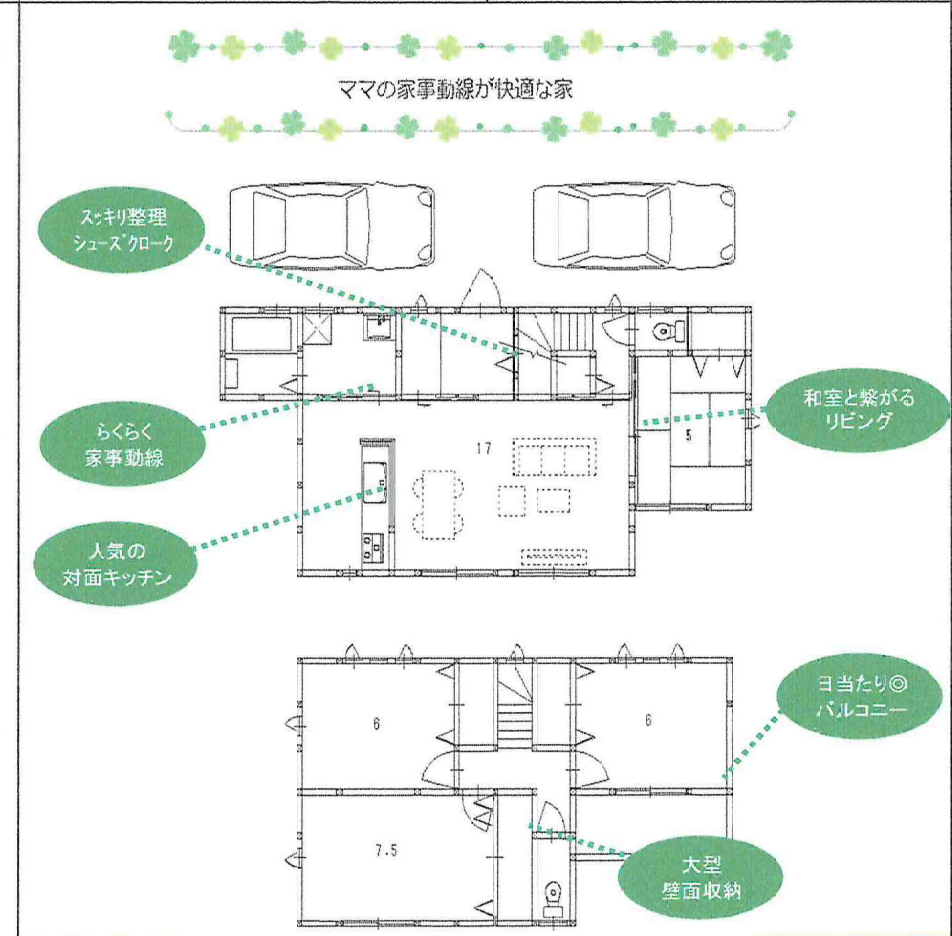 ママの家事動線が快適な家
スッキリ整理
シューズクローク
らくらく
家事動線
人気の
対面キッチン
17
5
和室と繋がる
リビング
6
6
7.5
日当たり◎
バルコニー
大型
壁面収納